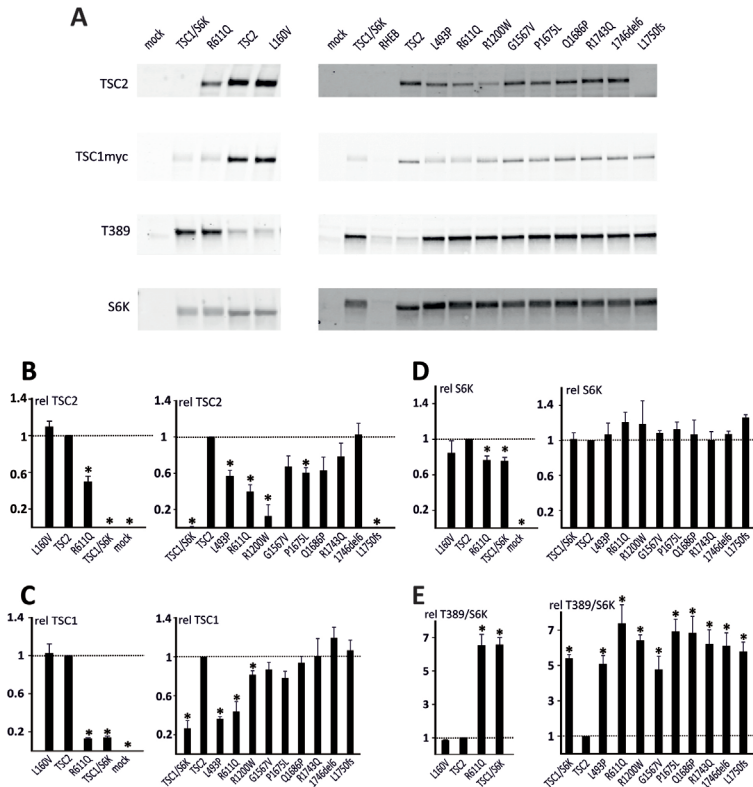 A
mock TSC1/S6K R611Q TSC2 L160V
mock TSC1/S6K RHEB TSC2 L493P R611Q R1200W G1567V P1675L Q1686P R1743Q 1746del6 L1750fs
TSC2
TSC1myc
T389
S6K
B
rel TSC2
1.4
1
0.6
0.2
* * *
L160V TSC2 R611Q TSC1/S6K mock
rel TSC2
1.4
1
0.6
0.2
* * * * * *
TSC1/S6K TSC2 L493P R611Q R1200W G1567V P1675L Q1686P R1743Q 1746del6 L1750fs
D
rel S6K
1.4
1
0.6
0.2
* * *
L160V TSC2 R611Q TSC1/S6K mock
rel S6K
1.4
1
0.6
0.2
TSC1/S6K TSC2 L493P R611Q R1200W G1567V P1675L Q1686P R1743Q 1746del6 L1750fs
C
rel TSC1
1.4
1
0.6
0.2
* * *
L160V TSC2 R611Q TSC1/S6K mock
rel TSC1
1.4
1
0.6
0.2
* * * *
TSC1/S6K TSC2 L493P R611Q R1200W G1567V P1675L Q1686P R1743Q 1746del6 L1750fs
E
rel T389/S6K
7
5
3
1
* *
L160V TSC2 R611Q TSC1/S6K
rel T389/S6K
7
5
3
1
* * * * * * * * * *
TSC1/S6K TSC2 L493P R611Q R1200W G1567V P1675L Q1686P R1743Q 1746del6 L1750fs